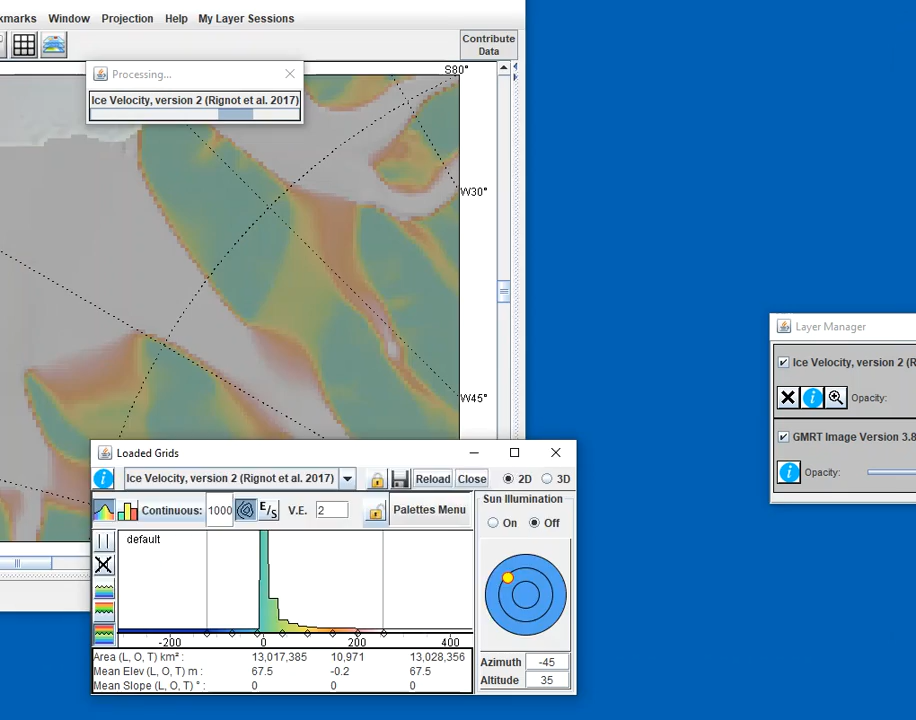 kmarks Window Projection Help My Layer Sessions
Contribute
Data
S80°
Processing...
Ice Velocity, version 2 (Rignot et al. 2017)
W30°
W45°
Layer Manager
Ice Velocity, version 2 (R
Opacity:
GMRT Image Version 3.8
Opacity:
Loaded Grids
Ice Velocity, version 2 (Rignot et al. 2017)
Reload Close 2D 3D
Continuous: 1000 E/S V.E. 2 Palettes Menu
Sun Illumination
On Off
default
-200 0 200 400
Area (L, O, T) km² : 13,017,385 10,971 13,028,356
Mean Elev (L, O, T) m : 67.5 -0.2 67.5
Mean Slope (L, O, T) ° : 0 0 0
Azimuth -45
Altitude 35